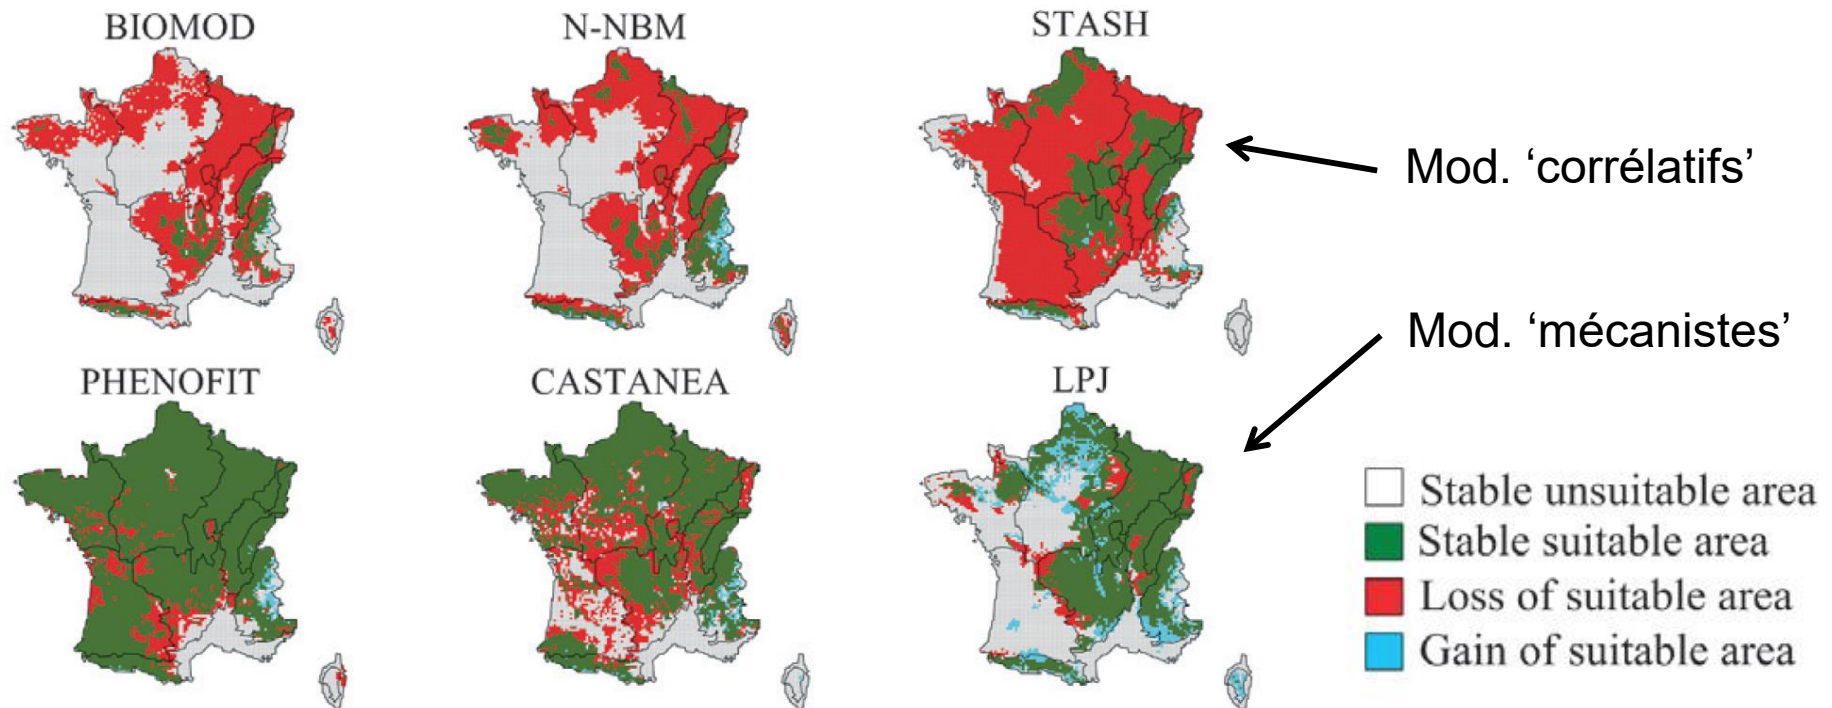 BIOMOD
N-NBM
STASH
Mod. ‘corrélatifs’
Mod. ‘mécanistes’
PHENOFIT
CASTANEA
LPJ
Stable unsuitable area
Stable suitable area
Loss of suitable area
Gain of suitable area